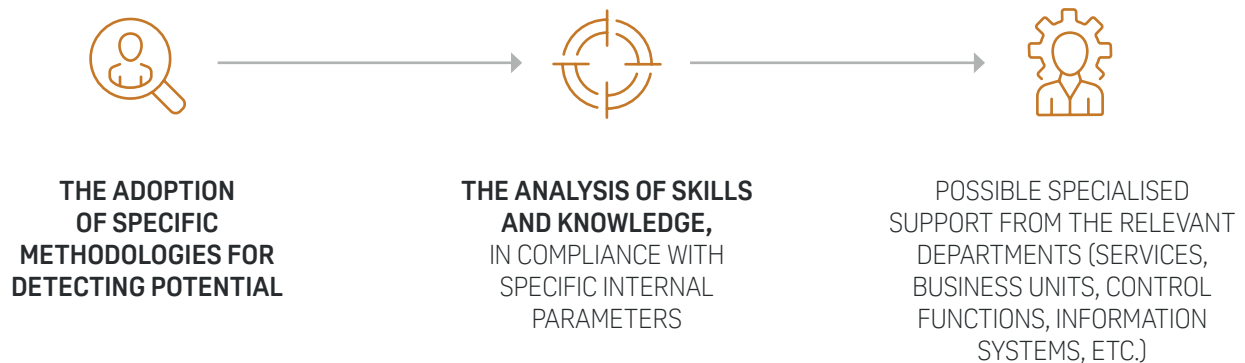 THE ADOPTION
OF SPECIFIC
METHODOLOGIES FOR
DETECTING POTENTIAL
THE ANALYSIS OF SKILLS
AND KNOWLEDGE,
IN COMPLIANCE WITH
SPECIFIC INTERNAL
PARAMETERS
POSSIBLE SPECIALISED
SUPPORT FROM THE RELEVANT
DEPARTMENTS (SERVICES,
BUSINESS UNITS, CONTROL
FUNCTIONS, INFORMATION
SYSTEMS, ETC.)